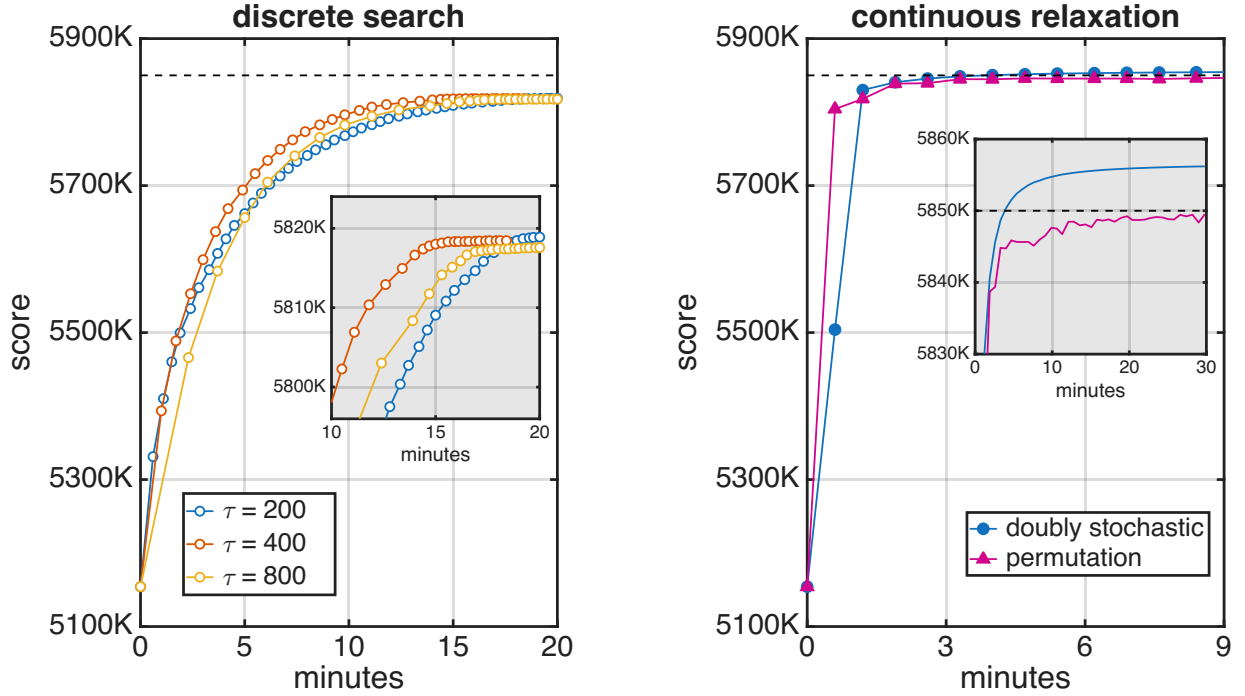 discrete search
5900K
5700K
5500K
5300K
5100K
score
0
5
10
15
20
minutes
5820K
5810K
5800K
10
15
20
minutes
τ = 200
τ = 400
τ = 800
continuous relaxation
5900K
5700K
5500K
5300K
5100K
score
0
3
6
9
minutes
5860K
5850K
5840K
5830K
0
10
20
30
minutes
doubly stochastic
permutation